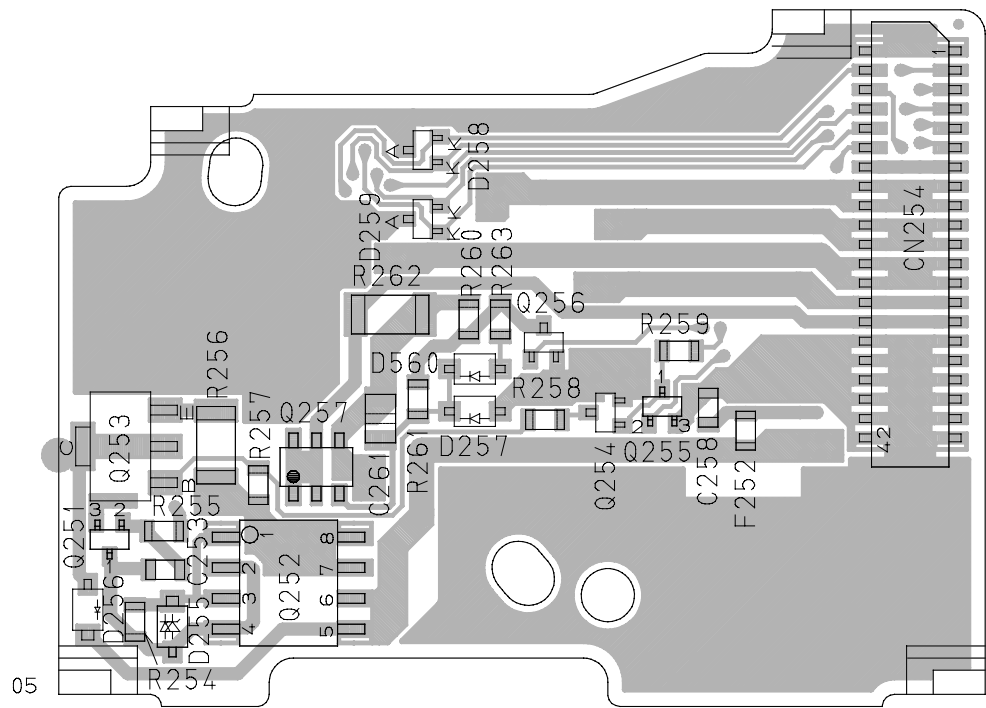 1
D258
A
K
K
D259
A
K
K
CN254
R260
R263
R262
Q256
R259
R256
D560
R258
1
R257
Q257
E
C
Q253
B
D257
2
3
Q255
42
C261
R261
Q254
C258
F252
R255
3
2
Q251
1
C253
1
8
2
7
Q252
3
6
4
5
D256
D255
R254
05